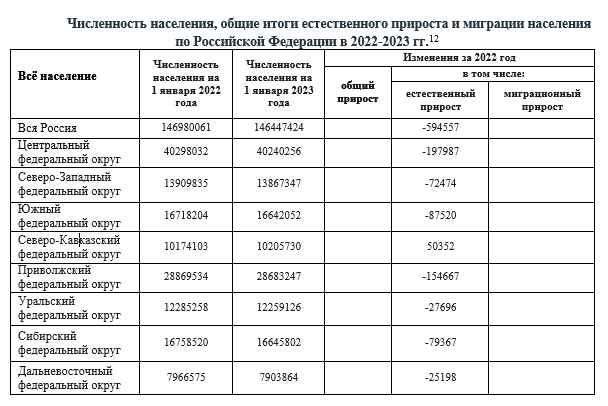 Численность населения, общие итоги естественного прироста и миграции населения
по Российской Федерации в 2022-2023 гг.12
Всё население
Численность
населения на
1 января 2022
года
Численность
населения на
1 января 2023
года
Изменения за 2022 год
общий
прирост
в том числе:
естественный
прирост
миграционный
прирост
Вся Россия 146980061 146447424 -594557
Центральный
федеральный округ 40298032 40240256 -197987
Северо-Западный
федеральный округ 13909835 13867347 -72474
Южный
федеральный округ 16718204 16642052 -87520
Северо-Кавказский
федеральный округ 10174103 10205730 50352
Приволжский
федеральный округ 28869534 28683247 -154667
Уральский
федеральный округ 12285258 12259126 -27696
Сибирский
федеральный округ 16758520 16645802 -79367
Дальневосточный
федеральный округ 7966575 7903864 -25198